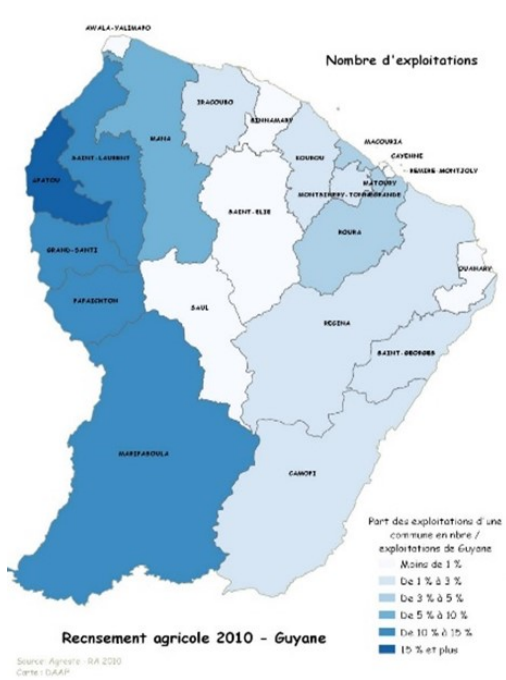 AWALA-YALIMAPO
Nombre d'exploitations
IRACOUBO
SINNAMARY
MANA
MACOURIA
SAINT-LAURENT
KOUROU
CAYENNE
REMIRE-MONTJOLY
APATOU
MATOURY
MONTSINERY-TONNEGRANDE
SAINT-ELIE
ROURA
GRAND-SANTI
OUANARY
PAPAICHTON
SAUL
REGINA
SAINT-GEORGES
MARIPASOULA
CAMOPI
Part des exploitations d'une
commune en nbre /
exploitations de Guyane
Moins de 1 %
De 1 % à 3 %
De 3 % à 5 %
De 5 % à 10 %
De 10 % à 15 %
15 % et plus
Recnsement agricole 2010 - Guyane
Source: Agreste - RA 2010
Carte : DAAF